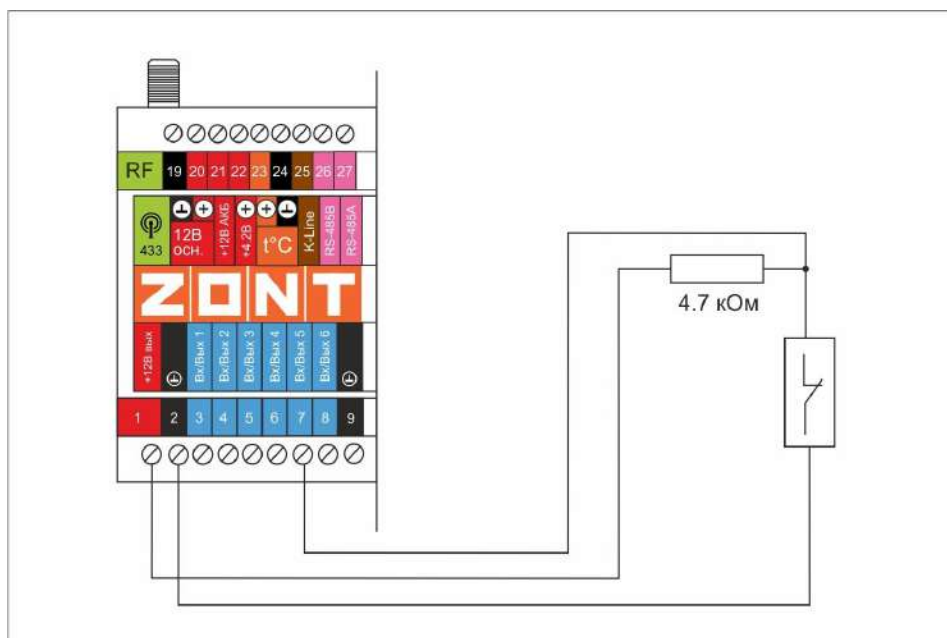 RF 19 20 21 22 23 24 25 26 27
433
12В
осн.
+12В АКБ
+4.2В
t°C
K-Line
RS-485B
RS-485A
ZONT
+12В вых
Вх/Вых 1
Вх/Вых 2
Вх/Вых 3
Вх/Вых 4
Вх/Вых 5
Вх/Вых 6
1 2 3 4 5 6 7 8 9
4.7 кОм